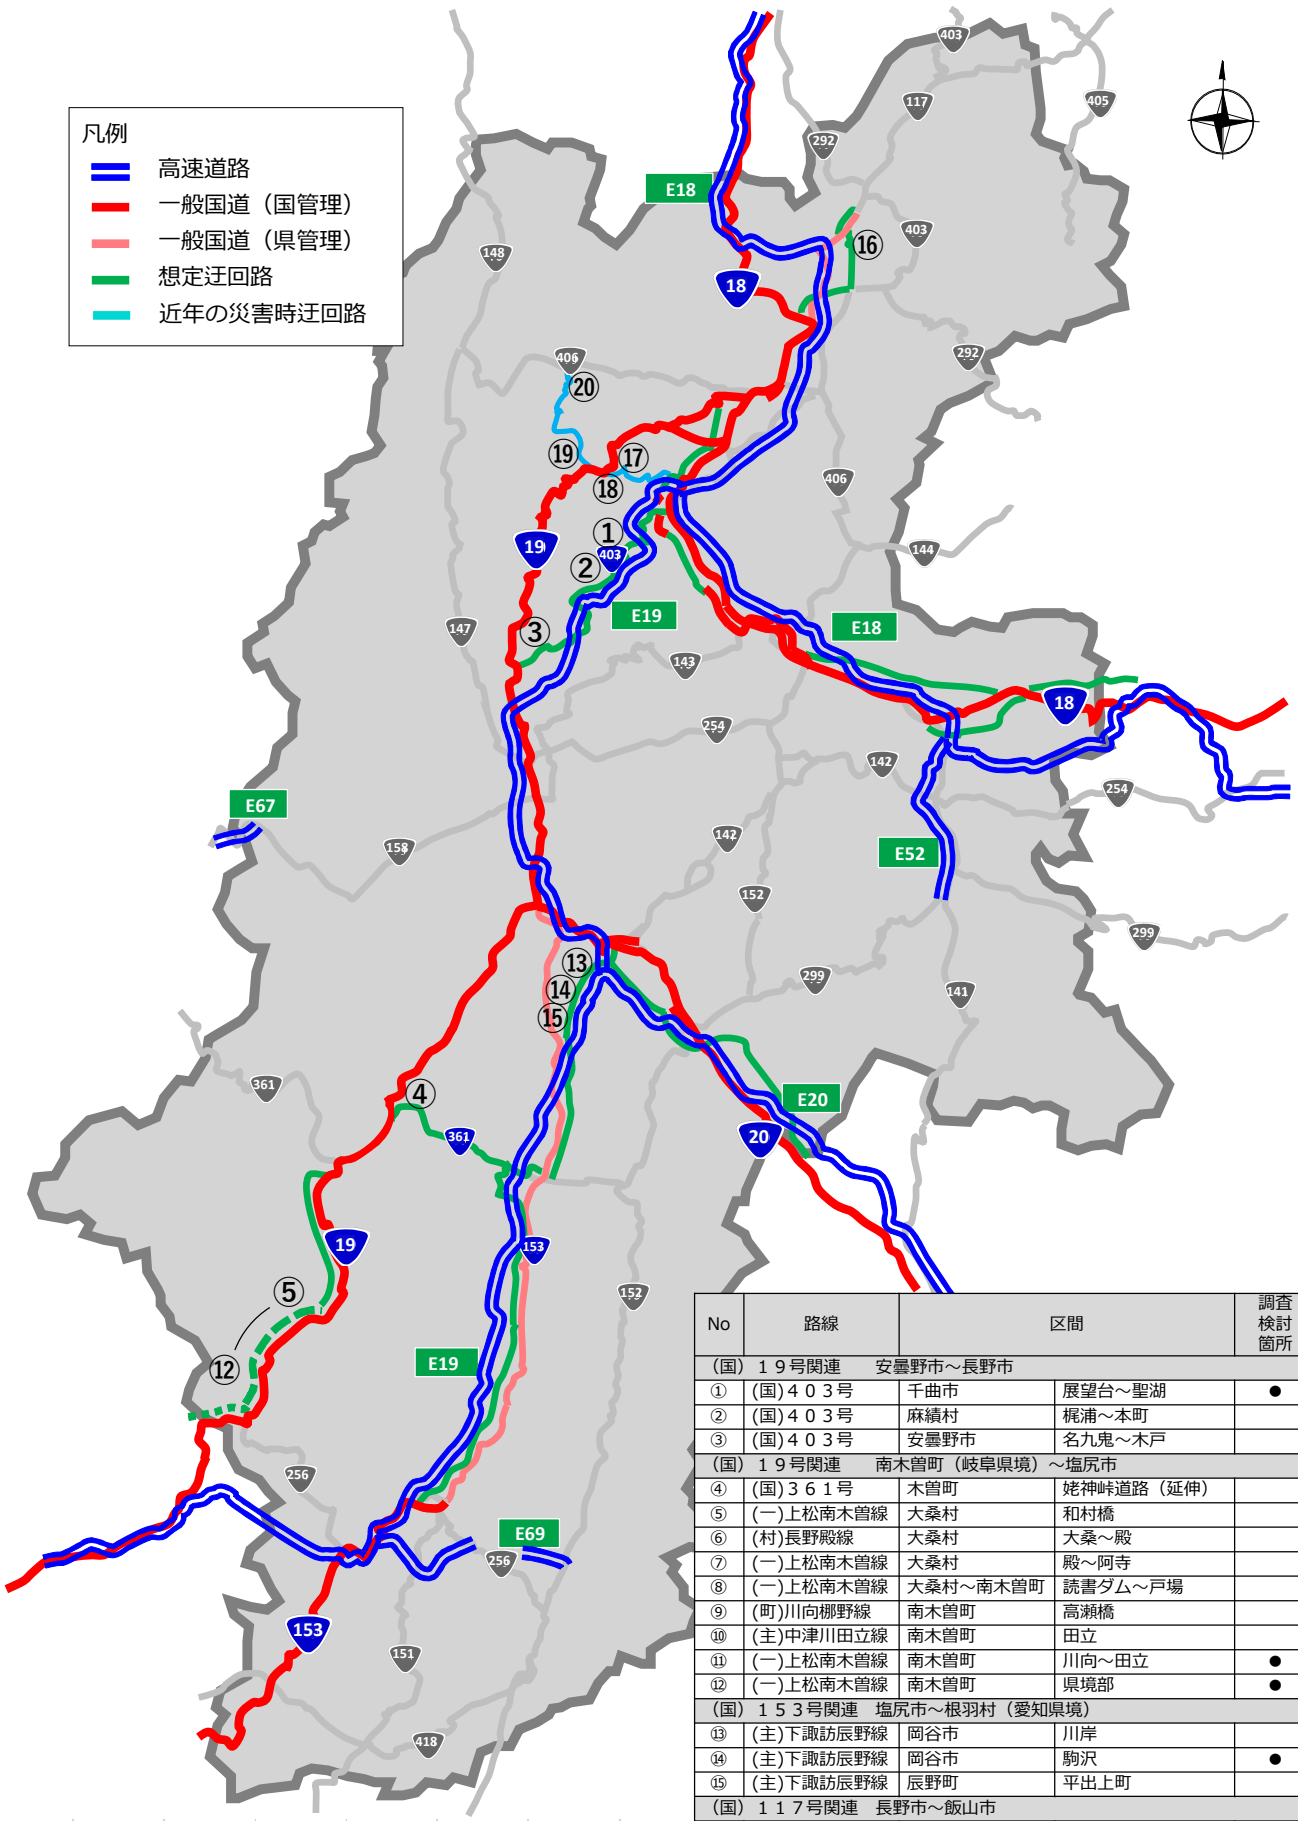 凡例
高速道路
一般国道（国管理）
一般国道（県管理）
想定迂回路
近年の災害時迂回路
403
117
405
292
E18
403
⑯
148
18
292
406
⑳
⑲
⑰
⑱
406
①
19
403
144
②
E19
E18
147
③
143
18
254
142
254
E67
158
142
E52
152
299
⑬
299
⑭
141
⑮
361
④
E20
361
20
19
153
⑤
152
⑫
E19
256
E69
256
153
151
418
No 路線 区間 調査検討箇所
（国）１９号関連 安曇野市～長野市
① (国)４０３号 千曲市 展望台～聖湖 ●
② (国)４０３号 麻績村 梶浦～本町
③ (国)４０３号 安曇野市 名九鬼～木戸
（国）１９号関連 南木曽町（岐阜県境）～塩尻市
④ (国)３６１号 木曽町 姥神峠道路（延伸）
⑤ (一)上松南木曽線 大桑村 和村橋
⑥ (村)長野殿線 大桑村 大桑～殿
⑦ (一)上松南木曽線 大桑村 殿～阿寺
⑧ (一)上松南木曽線 大桑村～南木曽町 読書ダム～戸場
⑨ (町)川向梛野線 南木曽町 高瀬橋
⑩ (主)中津川田立線 南木曽町 田立
⑪ (一)上松南木曽線 南木曽町 川向～田立 ●
⑫ (一)上松南木曽線 南木曽町 県境部 ●
（国）１５３号関連 塩尻市～根羽村（愛知県境）
⑬ (主)下諏訪辰野線 岡谷市 川岸
⑭ (主)下諏訪辰野線 岡谷市 駒沢 ●
⑮ (主)下諏訪辰野線 辰野町 平出上町
（国）１１７号関連 長野市～飯山市